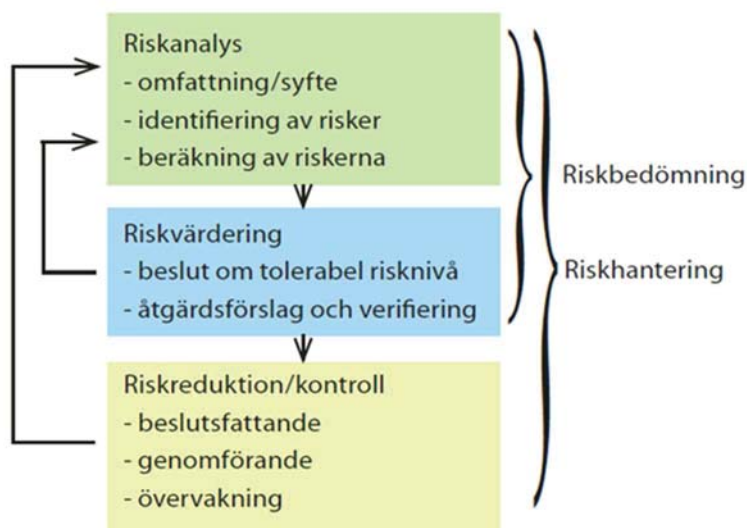 Riskanalys
- omfattning/syfte
- identifiering av risker
- beräkning av riskerna
Riskvärdering
- beslut om tolerabel risknivå
- åtgärdsförslag och verifiering
Riskreduktion/kontroll
- beslutsfattande
- genomförande
- övervakning
Riskbedömning
Riskhantering